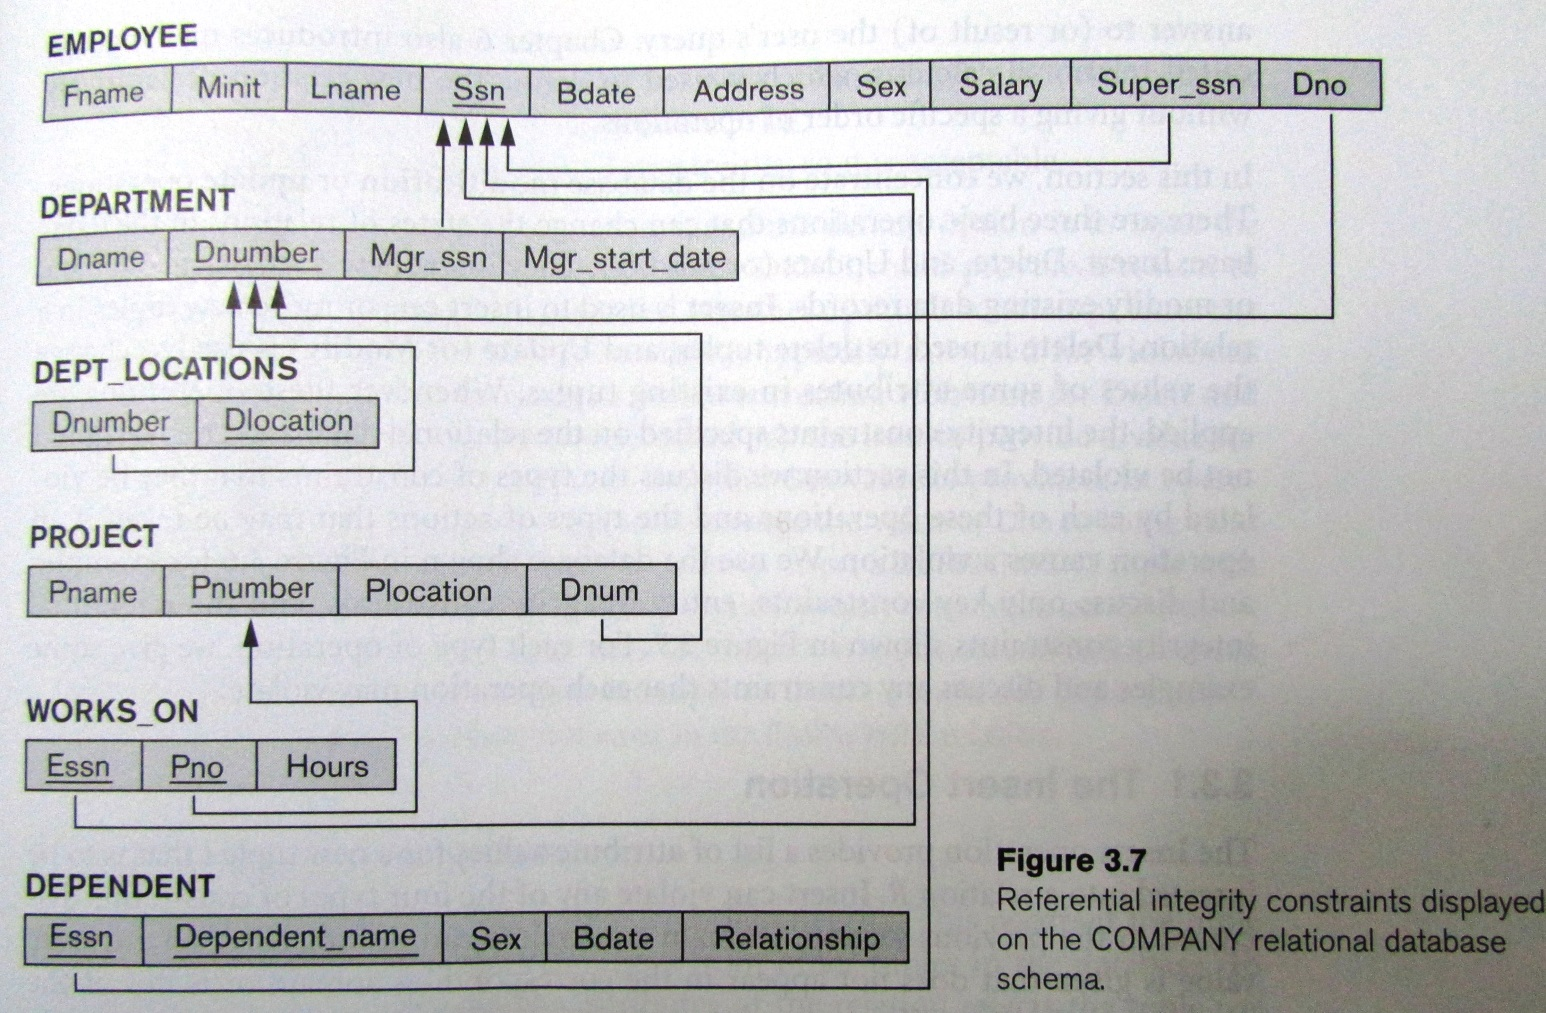 EMPLOYEE
Fname Minit Lname Ssn Bdate Address Sex Salary Super_ssn Dno
DEPARTMENT
Dname Dnumber Mgr_ssn Mgr_start_date
DEPT_LOCATIONS
Dnumber Dlocation
PROJECT
Pname Pnumber Plocation Dnum
WORKS_ON
Essn Pno Hours
DEPENDENT
Essn Dependent_name Sex Bdate Relationship
Figure 3.7
Referential integrity constraints displayed
on the COMPANY relational database
schema.